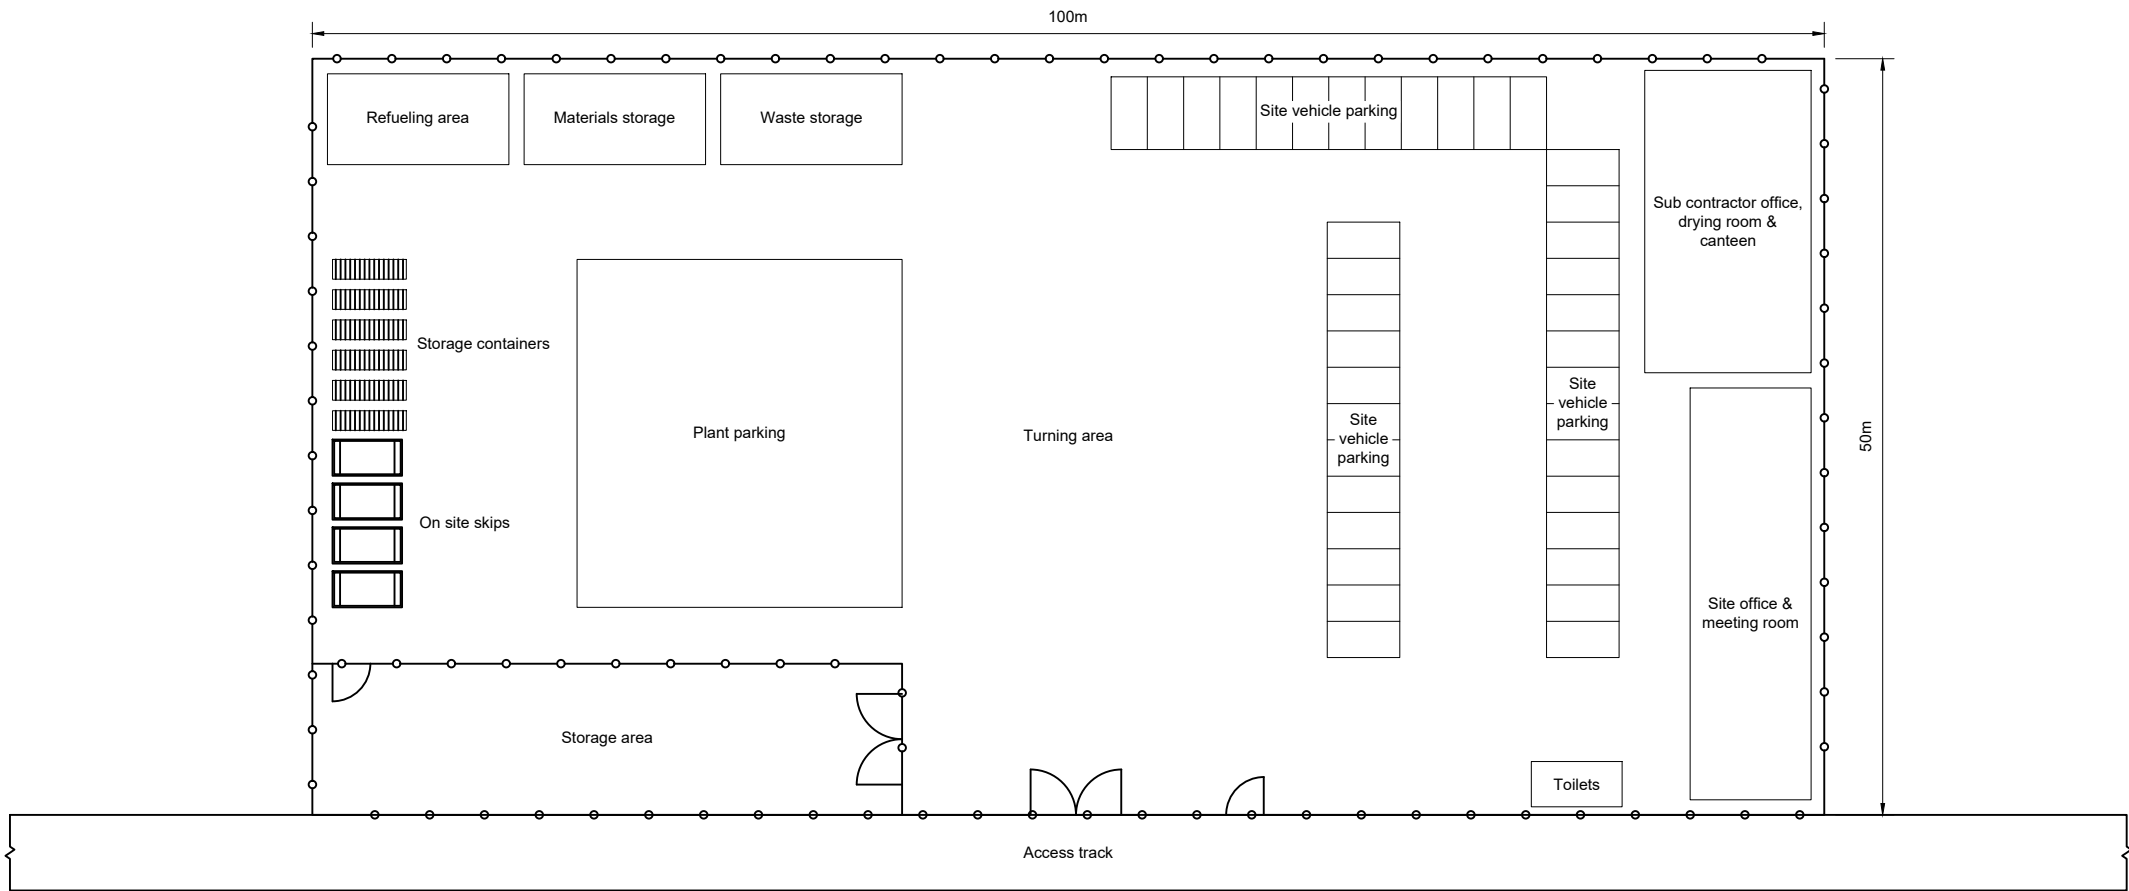 100m
Refueling area
Materials storage
Waste storage
Site vehicle parking
Sub contractor office,
drying room &
canteen
Storage containers
Site
vehicle
parking
Site
vehicle
parking
Plant parking
Turning area
50m
On site skips
Site office &
meeting room
Storage area
Toilets
Access track